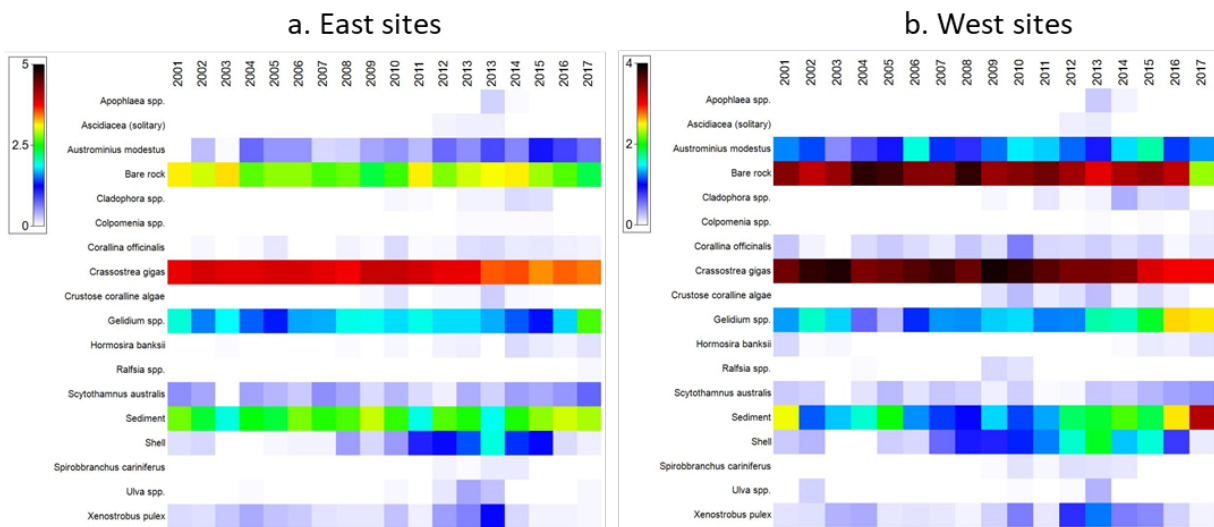 a. East sites
b. West sites
5
2.5
0
2001 2002 2003 2004 2005 2006 2007 2008 2009 2010 2011 2012 2013 2013 2014 2015 2016 2017
Apophlaea spp.
Ascidiacea (solitary)
Austrominius modestus
Bare rock
Cladophora spp.
Colpomenia spp.
Corallina officinalis
Crassostrea gigas
Crustose coralline algae
Gelidium spp.
Hormosira banksii
Ralfsia spp.
Scytothamnus australis
Sediment
Shell
Spirobbranchus cariniferus
Ulva spp.
Xenostrobus pulex
4
2
0
2001 2002 2003 2004 2005 2006 2007 2008 2009 2010 2011 2012 2013 2014 2015 2016 2017
Apophlaea spp.
Ascidiacea (solitary)
Austrominius modestus
Bare rock
Cladophora spp.
Colpomenia spp.
Corallina officinalis
Crassostrea gigas
Crustose coralline algae
Gelidium spp.
Hormosira banksii
Ralfsia spp.
Scytothamnus australis
Sediment
Shell
Spirobbranchus cariniferus
Ulva spp.
Xenostrobus pulex